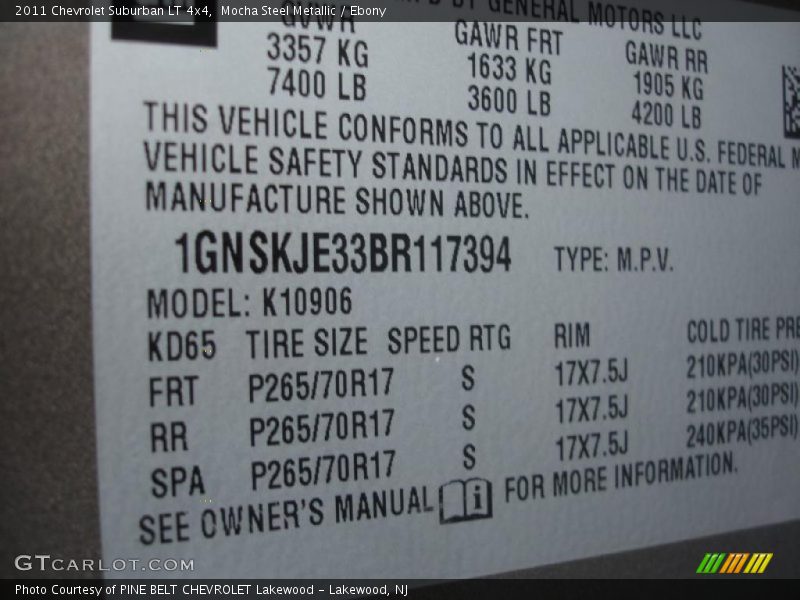 2011 Chevrolet Suburban LT 4x4, Mocha Steel Metallic / Ebony
GENERAL MOTORS LLC
GVWR GAWR FRT GAWR RR
3357 KG 1633 KG 1905 KG
7400 LB 3600 LB 4200 LB
THIS VEHICLE CONFORMS TO ALL APPLICABLE U.S. FEDERAL M
VEHICLE SAFETY STANDARDS IN EFFECT ON THE DATE OF
MANUFACTURE SHOWN ABOVE.
1GNSKJE33BR117394 TYPE: M.P.V.
MODEL: K10906
KD65 TIRE SIZE SPEED RTG RIM COLD TIRE PRE
FRT P265/70R17 S 17X7.5J 210KPA(30PSI)
RR P265/70R17 S 17X7.5J 210KPA(30PSI)
SPA P265/70R17 S 17X7.5J 240KPA(35PSI)
SEE OWNER'S MANUAL i FOR MORE INFORMATION.
GTCARLOT.COM
Photo Courtesy of PINE BELT CHEVROLET Lakewood - Lakewood, NJ